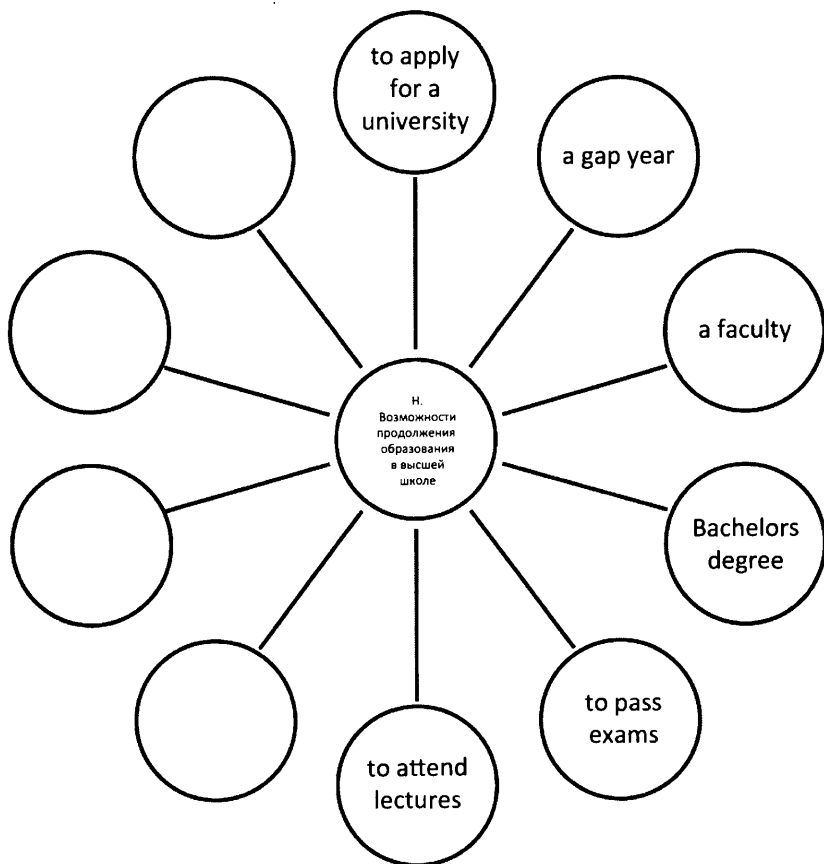 to apply
for a
university
a gap year
a faculty
Bachelors
degree
to pass
exams
to attend
lectures
Н.
Возможности
продолжения
образования
в высшей
школе